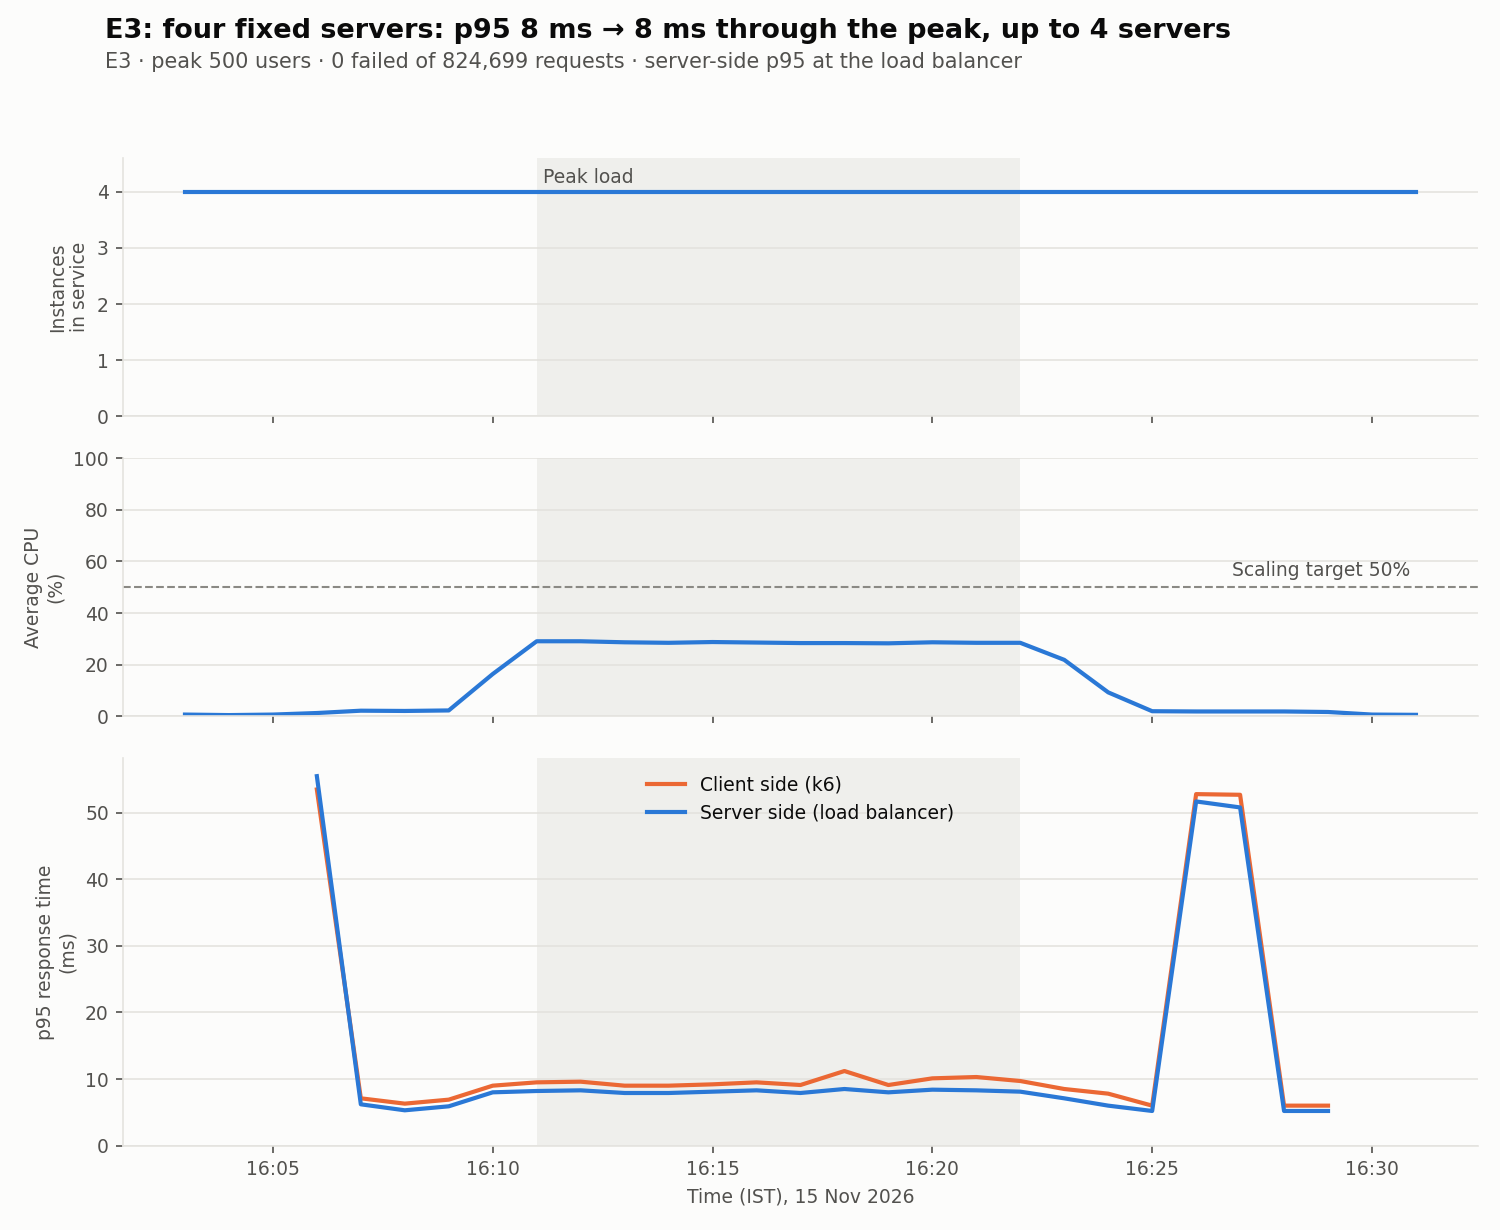 E3: four fixed servers: p95 8 ms → 8 ms through the peak, up to 4 servers
E3 · peak 500 users · 0 failed of 824,699 requests · server-side p95 at the load balancer
Peak load
4
3
2
1
0
Instances
in service
100
80
60
40
20
0
Average CPU
(%)
Scaling target 50%
Client side (k6)
Server side (load balancer)
50
40
30
20
10
0
p95 response time
(ms)
16:05
16:10
16:15
16:20
16:25
16:30
Time (IST), 15 Nov 2026